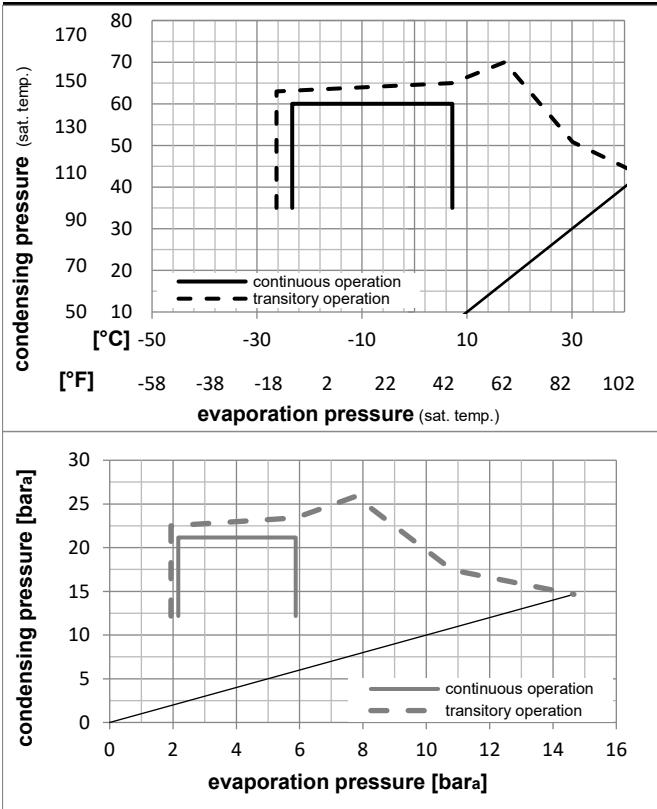 condensing pressure (sat. temp.)
170 80
150 70
60
130 50
110 40
90 30
70 20
50 10
continuous operation
transitory operation
[°C] -50 -30 -10 10 30
[°F] -58 -38 -18 2 22 42 62 82 102
evaporation pressure (sat. temp.)
condensing pressure [bara]
30
25
20
15
10
5
0
continuous operation
transitory operation
0 2 4 6 8 10 12 14 16
evaporation pressure [bara]